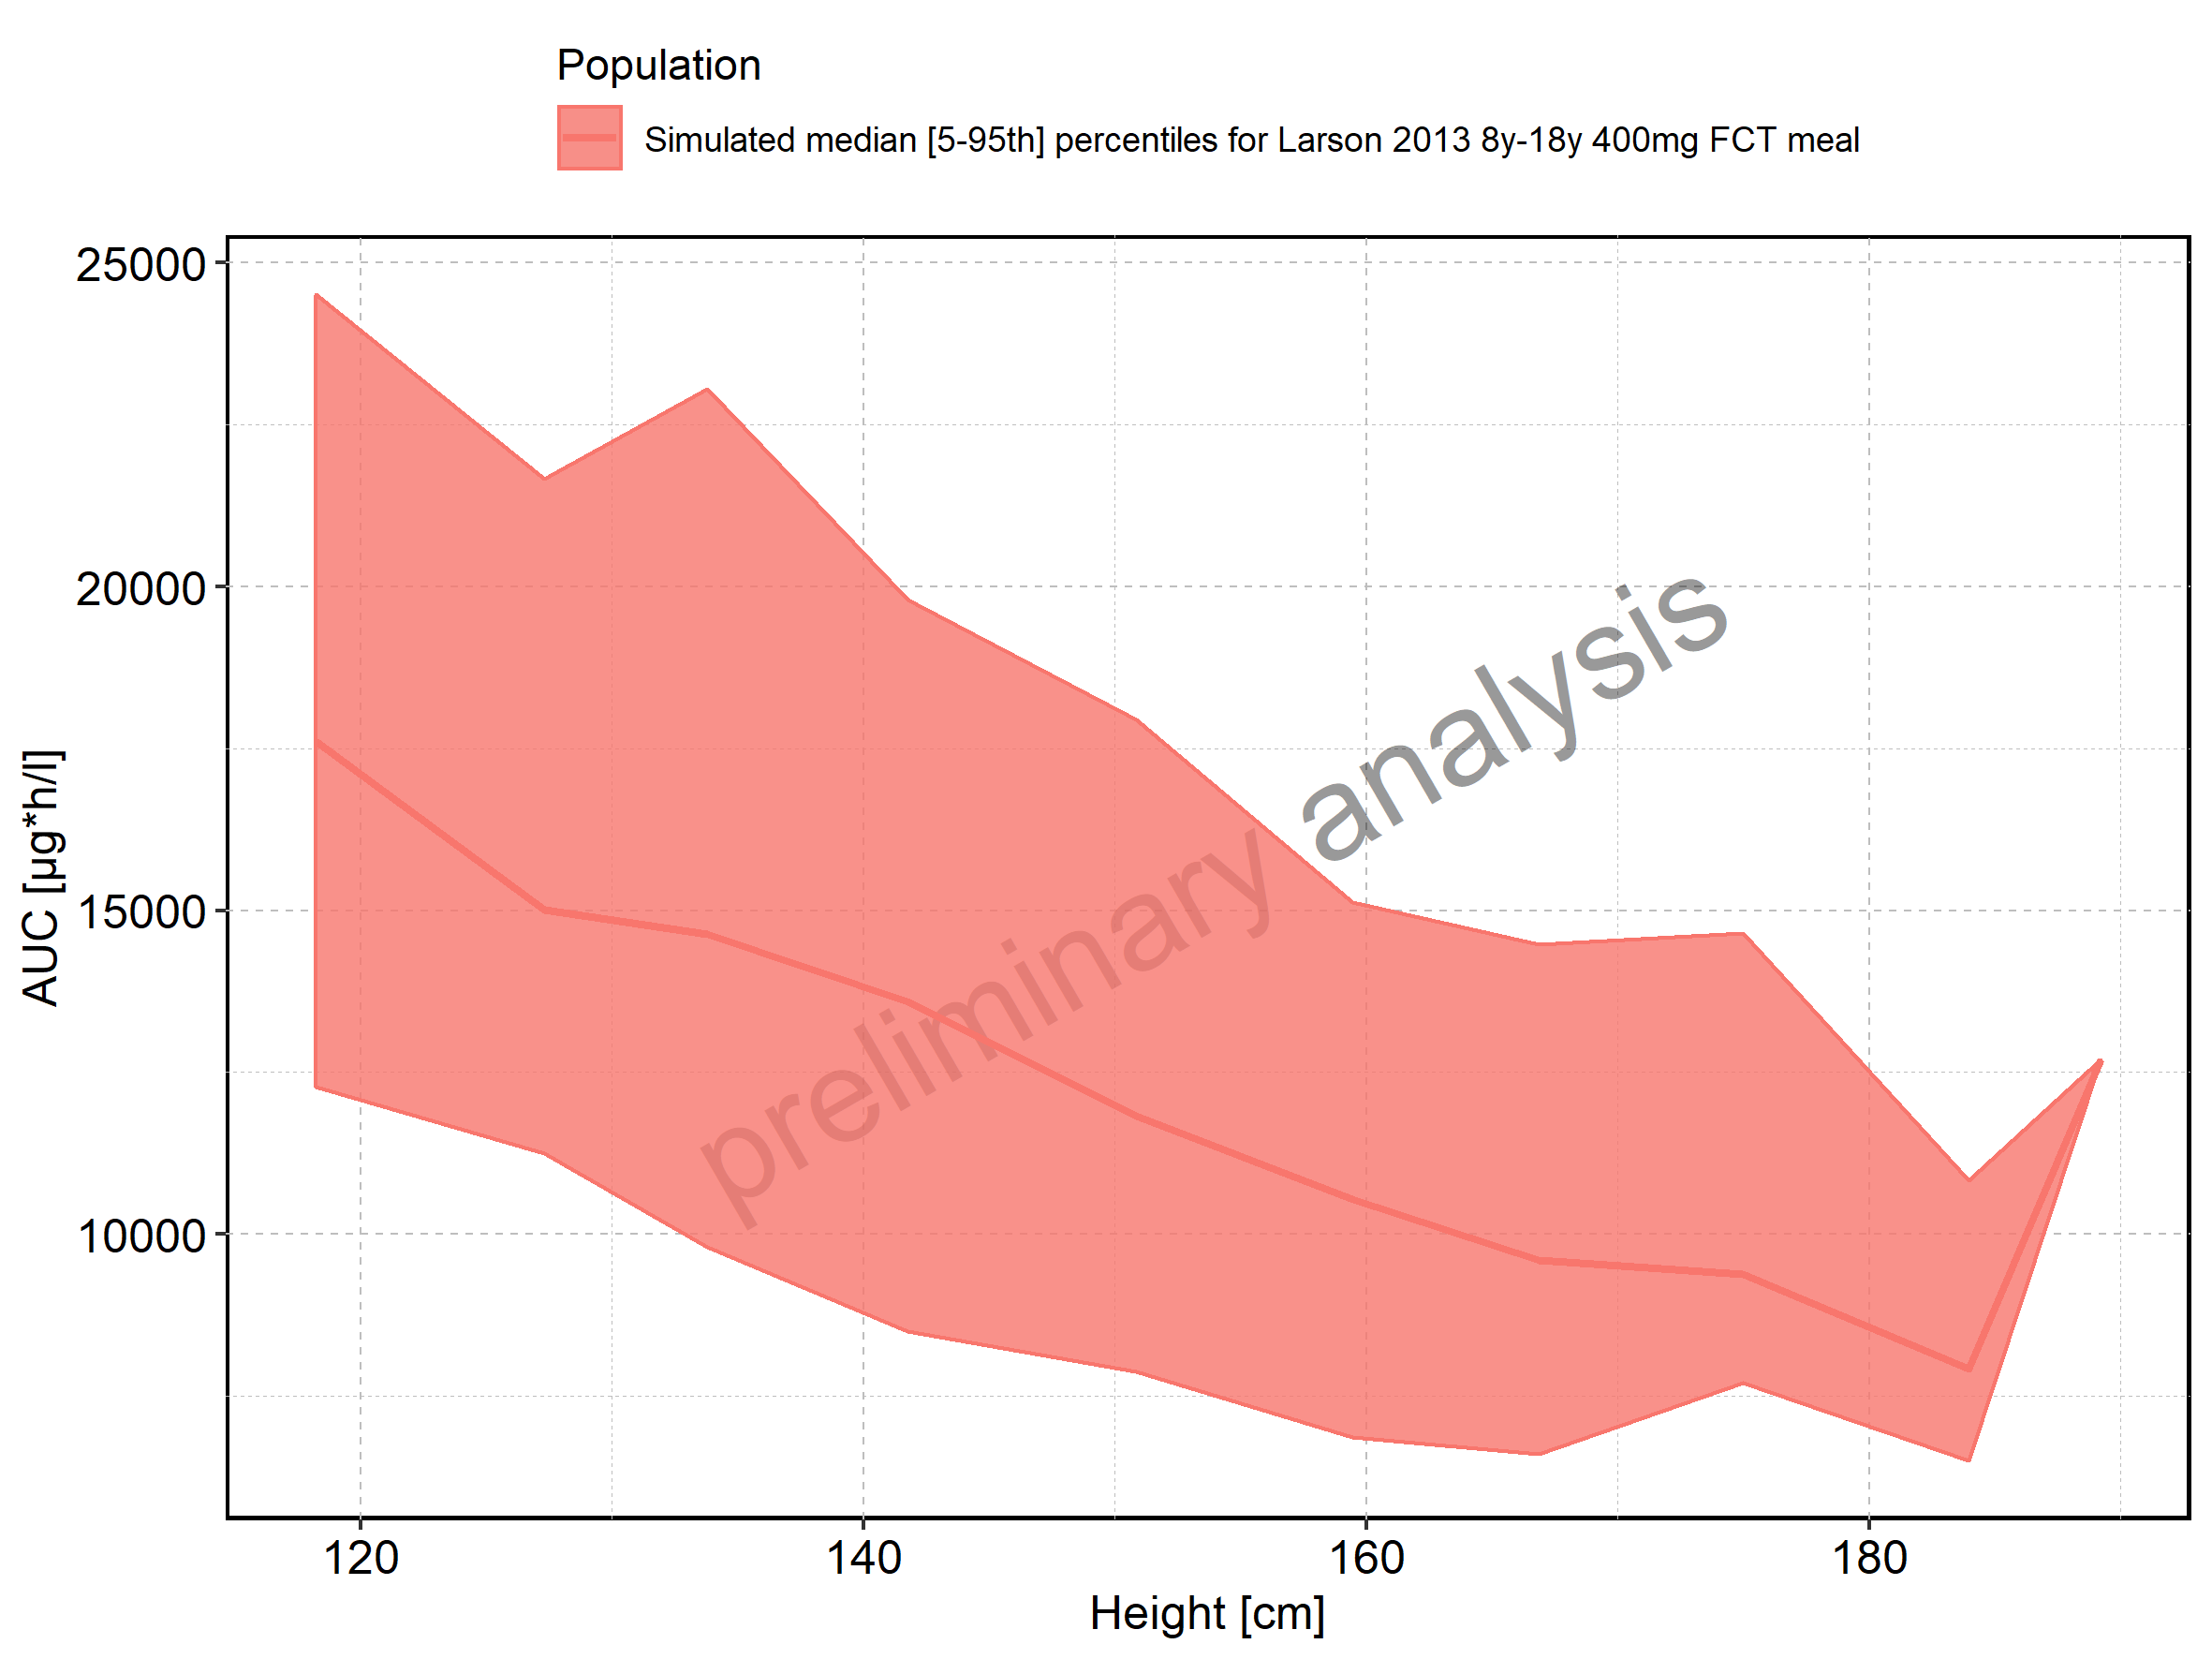 Population
Simulated median [5-95th] percentiles for Larson 2013 8y-18y 400mg FCT meal
25000
20000
15000
10000
AUC [µg*h/l]
preliminary analysis
120 140 160 180
Height [cm]